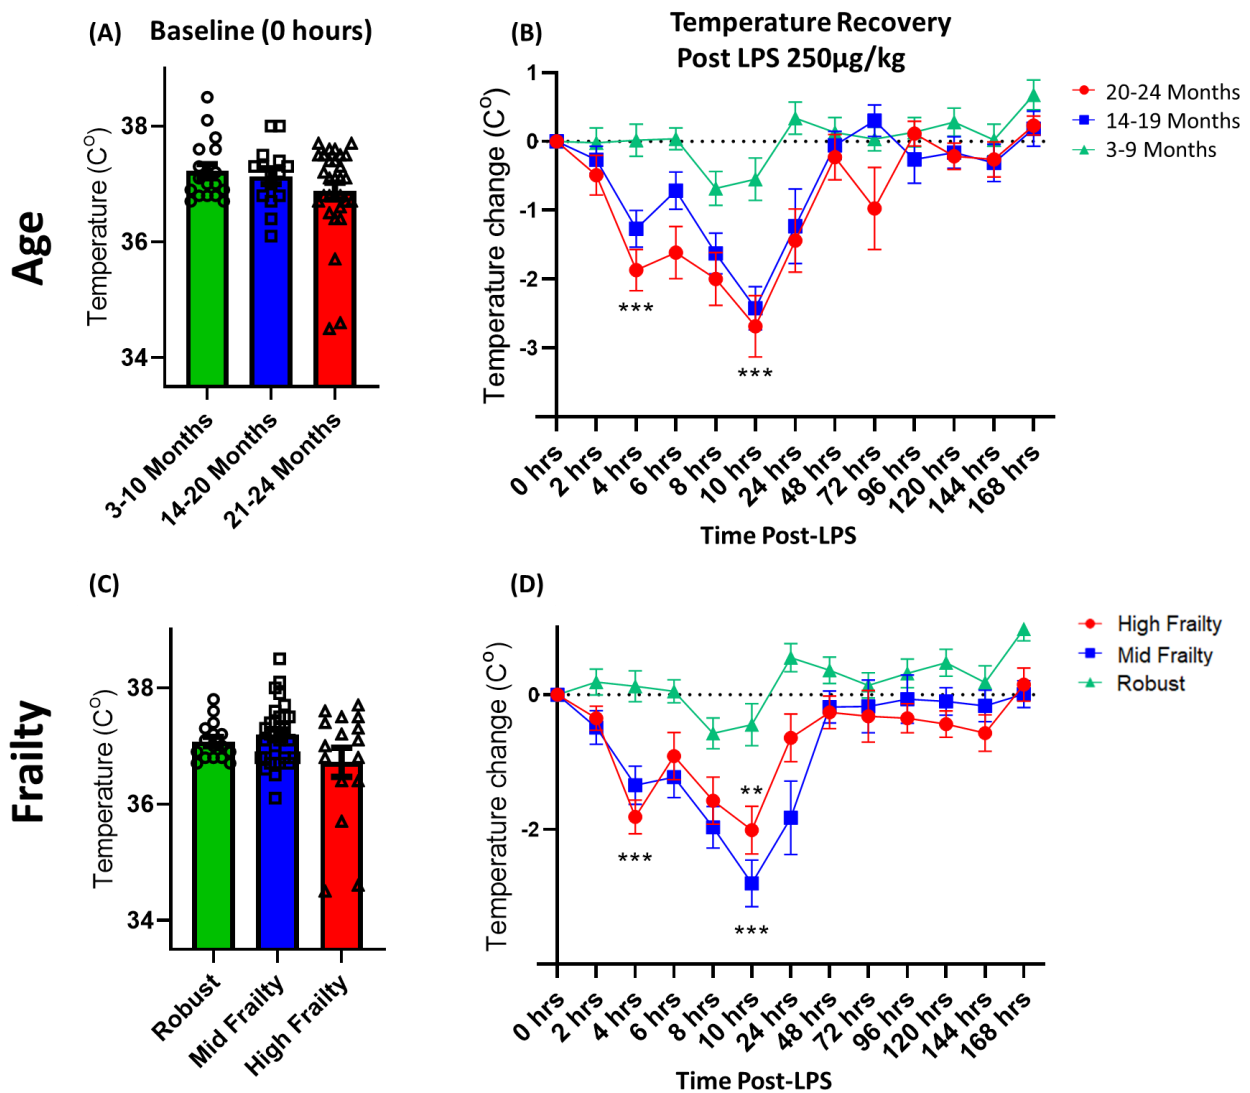 (A) Baseline (0 hours)
38
36
34
Temperature (C°)
3-10 Months
14-20 Months
21-24 Months
Age
(B) Temperature Recovery
Post LPS 250µg/kg
1
0
-1
-2
-3
Temperature change (C°)
***
***
0 hrs
2 hrs
4 hrs
6 hrs
8 hrs
10 hrs
24 hrs
48 hrs
72 hrs
96 hrs
120 hrs
144 hrs
168 hrs
Time Post-LPS
20-24 Months
14-19 Months
3-9 Months
(C)
38
36
34
Temperature (C°)
Robust
Mid Frailty
High Frailty
Frailty
(D)
0
-2
Temperature change (C°)
***
**
***
0 hrs
2 hrs
4 hrs
6 hrs
8 hrs
10 hrs
24 hrs
48 hrs
72 hrs
96 hrs
120 hrs
144 hrs
168 hrs
Time Post-LPS
High Frailty
Mid Frailty
Robust